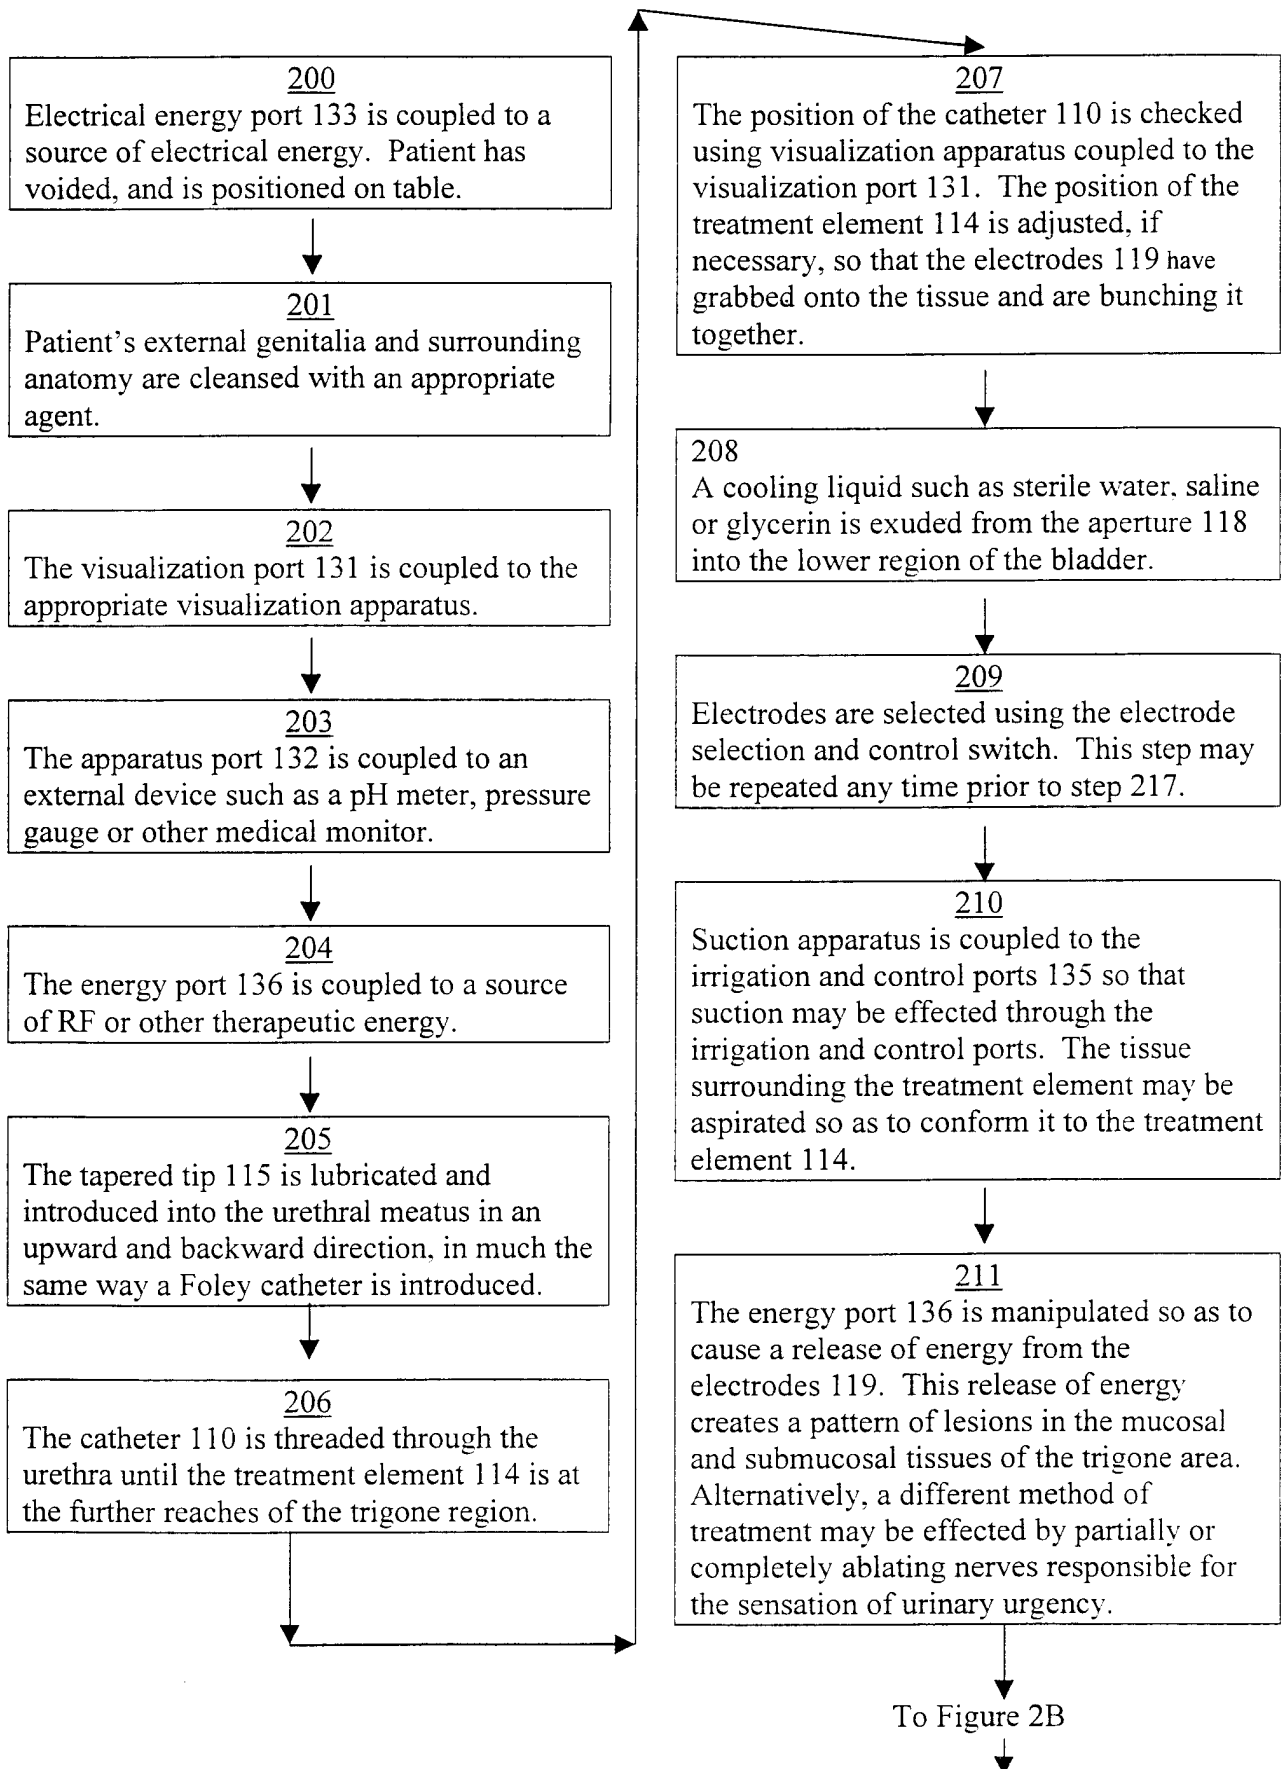 200
Electrical energy port 133 is coupled to a
source of electrical energy. Patient has
voided, and is positioned on table.
201
Patient's external genitalia and surrounding
anatomy are cleansed with an appropriate
agent.
202
The visualization port 131 is coupled to the
appropriate visualization apparatus.
203
The apparatus port 132 is coupled to an
external device such as a pH meter, pressure
gauge or other medical monitor.
204
The energy port 136 is coupled to a source
of RF or other therapeutic energy.
205
The tapered tip 115 is lubricated and
introduced into the urethral meatus in an
upward and backward direction, in much the
same way a Foley catheter is introduced.
206
The catheter 110 is threaded through the
urethra until the treatment element 114 is at
the further reaches of the trigone region.
207
The position of the catheter 110 is checked
using visualization apparatus coupled to the
visualization port 131. The position of the
treatment element 114 is adjusted, if
necessary, so that the electrodes 119 have
grabbed onto the tissue and are bunching it
together.
208
A cooling liquid such as sterile water, saline
or glycerin is exuded from the aperture 118
into the lower region of the bladder.
209
Electrodes are selected using the electrode
selection and control switch. This step may
be repeated any time prior to step 217.
210
Suction apparatus is coupled to the
irrigation and control ports 135 so that
suction may be effected through the
irrigation and control ports. The tissue
surrounding the treatment element may be
aspirated so as to conform it to the treatment
element 114.
211
The energy port 136 is manipulated so as to
cause a release of energy from the
electrodes 119. This release of energy
creates a pattern of lesions in the mucosal
and submucosal tissues of the trigone area.
Alternatively, a different method of
treatment may be effected by partially or
completely ablating nerves responsible for
the sensation of urinary urgency.
To Figure 2B